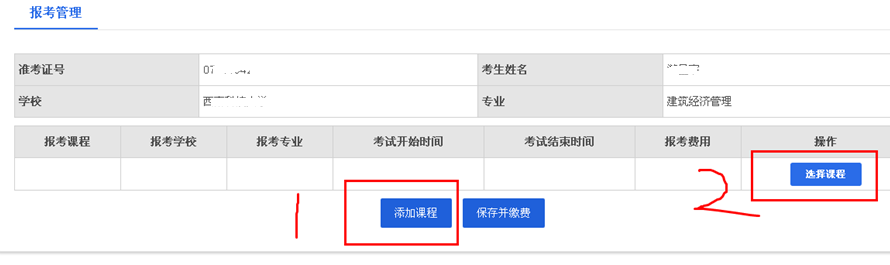 报考管理
准考证号 考生姓名
学校 专业 建筑经济管理
报考课程 报考学校 报考专业 考试开始时间 考试结束时间 报考费用 操作
选择课程
1 添加课程 保存并缴费 2